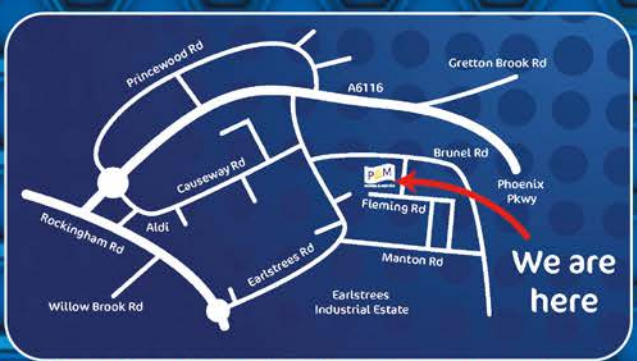 Princewood Rd
Gretton Brook Rd
A6116
Brunel Rd
Causeway Rd
P&M
Phoenix
Pkwy
Fleming Rd
Aldi
Rockingham Rd
Earlstrees Rd
Manton Rd
We are
here
Willow Brook Rd
Earlstrees
Industrial Estate